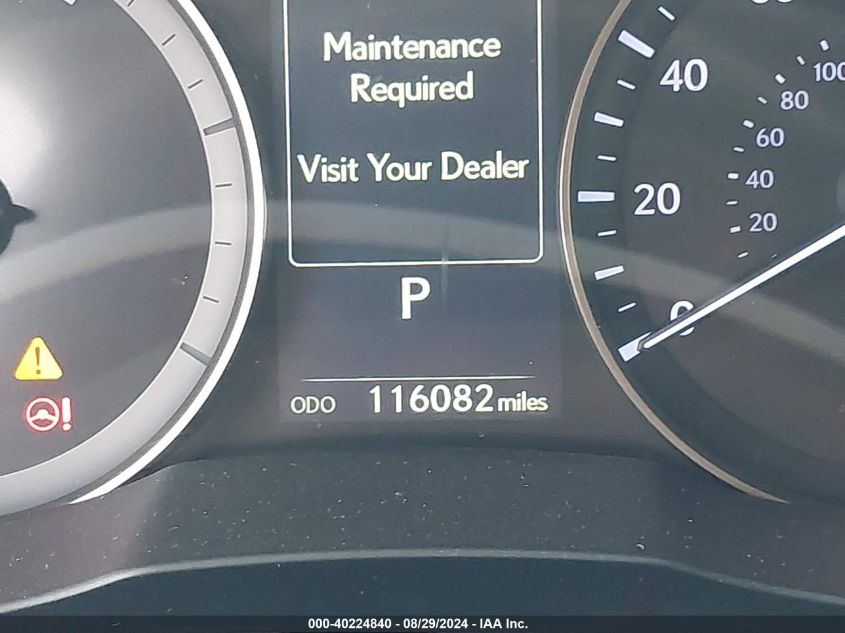 Maintenance
Required
Visit Your Dealer
P
ODO 116082 miles
40
20
0
100
80
60
40
20
000-40224840 - 08/29/2024 - IAA Inc.